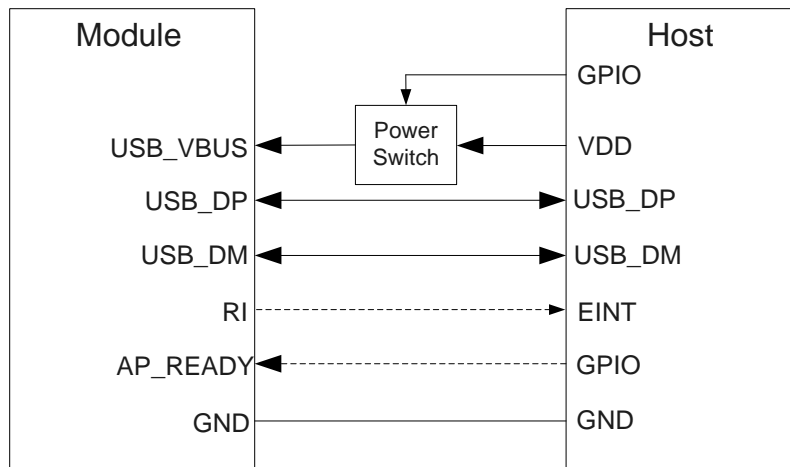 Module
Host
GPIO
Power
Switch
USB_VBUS
VDD
USB_DP
USB_DP
USB_DM
USB_DM
RI
EINT
AP_READY
GPIO
GND
GND